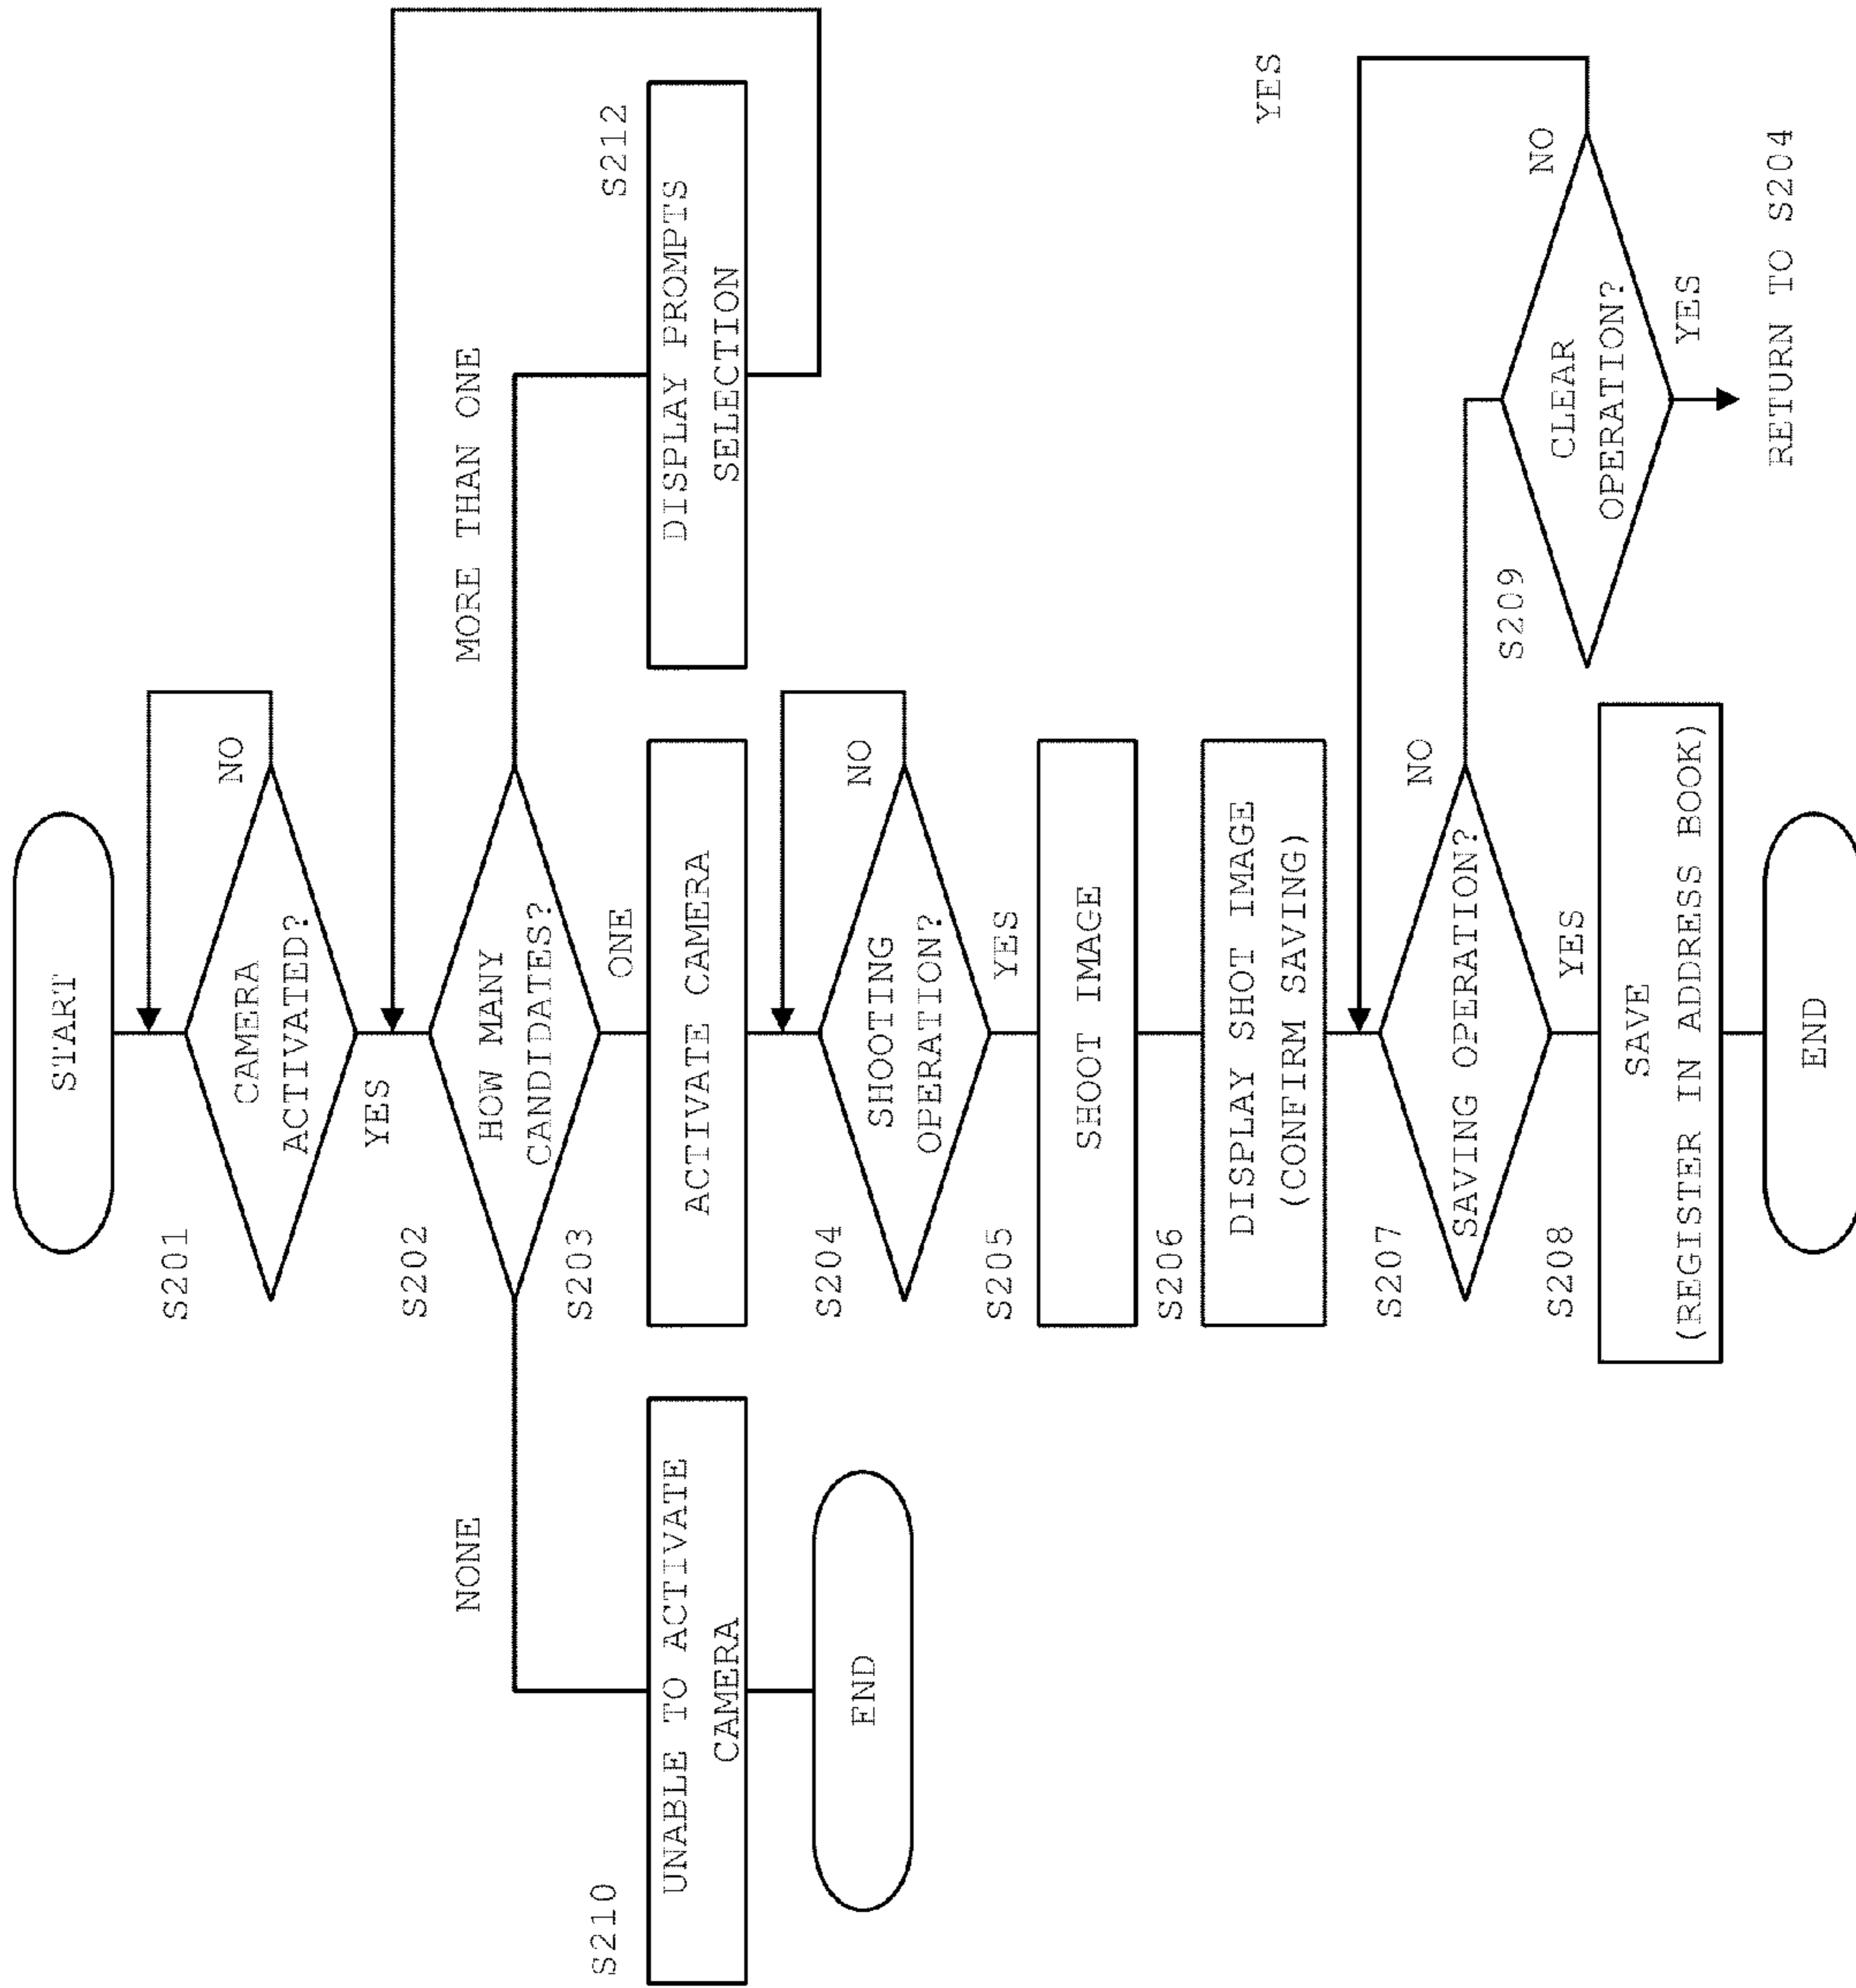 START
S201
CAMERA
ACTIVATED?
NO
YES
S202
HOW MANY
CANDIDATES?
NONE
MORE THAN ONE
ONE
S210
UNABLE TO ACTIVATE
CAMERA
END
S203
ACTIVATE CAMERA
S212
DISPLAY PROMPTS
SELECTION
S204
SHOOTING
OPERATION?
NO
YES
S205
SHOOT IMAGE
S206
DISPLAY SHOT IMAGE
(CONFIRM SAVING)
YES
S207
SAVING OPERATION?
NO
YES
S209
CLEAR
OPERATION?
NO
YES
RETURN TO S204
S208
SAVE
(REGISTER IN ADDRESS BOOK)
END